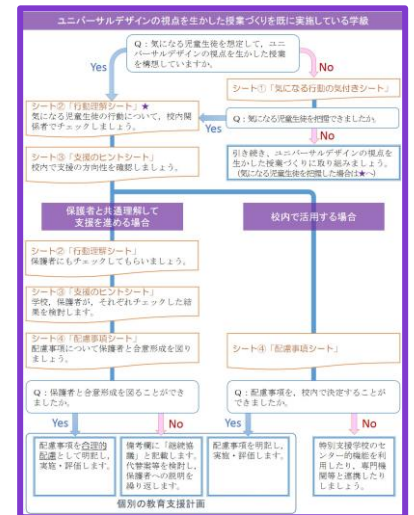 ユニバーサルデザインの視点を生かした授業づくりを既に実施している学級
Q：気になる児童生徒を想定して，ユニ
バーサルデザインの視点を生かした授業
を構想していますか。
Yes
No
シート①「気になる行動の気付きシート」
シート②「行動理解シート」★
気になる児童生徒の行動について，校内関
係者でチェックしましょう。
Yes
Q：気になる児童生徒を把握できましたか。
No
シート③「支援のヒントシート」
校内で支援の方向性を確認しましょう。
引き続き，ユニバーサルデザインの視点を
生かした授業づくりに取り組みましょう。
(気になる児童生徒を把握した場合は★へ)
保護者と共通理解して
支援を進める場合
校内で活用する場合
シート②「行動理解シート」
保護者にもチェックしてもらいましょう。
シート③「支援のヒントシート」
学校，保護者が，それぞれチェックした結
果を検討します。
シート④「配慮事項シート」
配慮事項について保護者と合意形成を図り
ましょう。
シート④「配慮事項シート」
Q：保護者と合意形成を図ることができ
ましたか。
Q：配慮事項を，校内で決定することが
できましたか。
Yes
No
Yes
No
配慮事項を合理的
配慮として明記し，
実施・評価します。
備考欄に「継続協
議」と記載します。
代替案等を検討し，
保護者への説明を
繰り返します。
配慮事項を明記し，
実施・評価します。
特別支援学校のセン
ター的機能を利
用したり，専門機
関等と連携したり
しましょう。
個別の教育支援計画